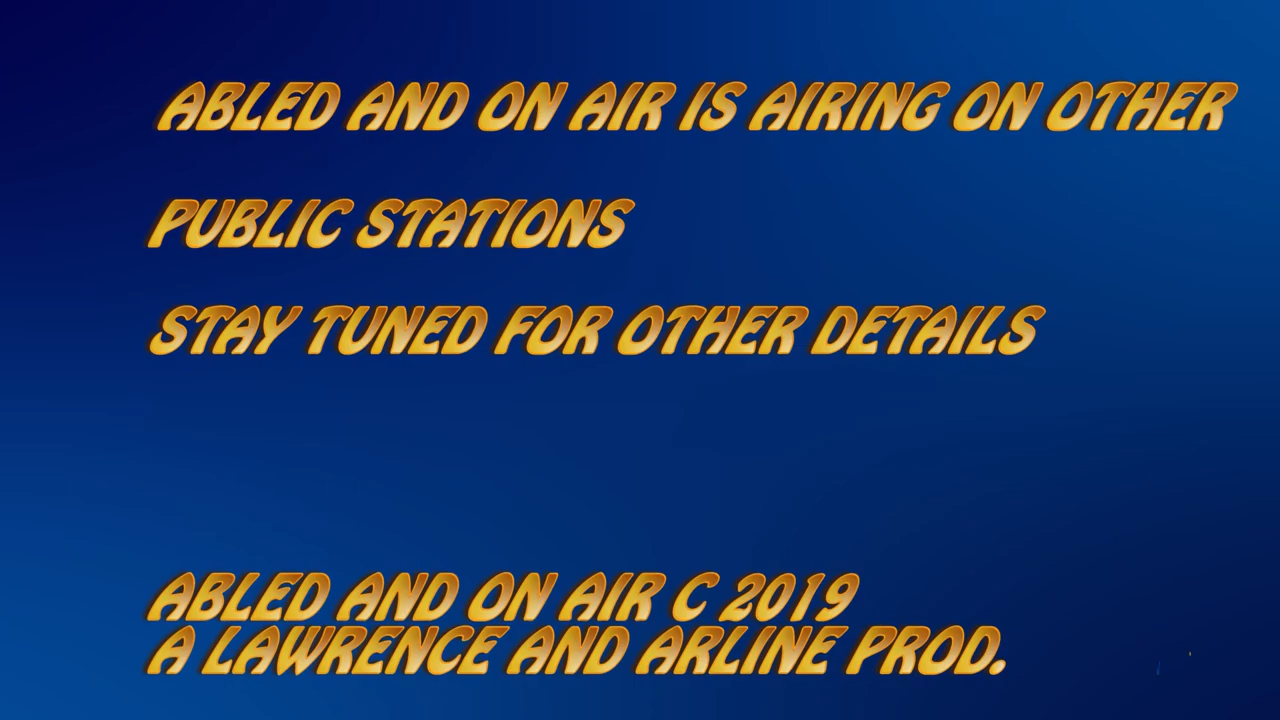 ABLED AND ON AIR IS AIRING ON OTHER
PUBLIC STATIONS
STAY TUNED FOR OTHER DETAILS
ABLED AND ON AIR C 2019
A LAWRENCE AND ARLINE PROD.